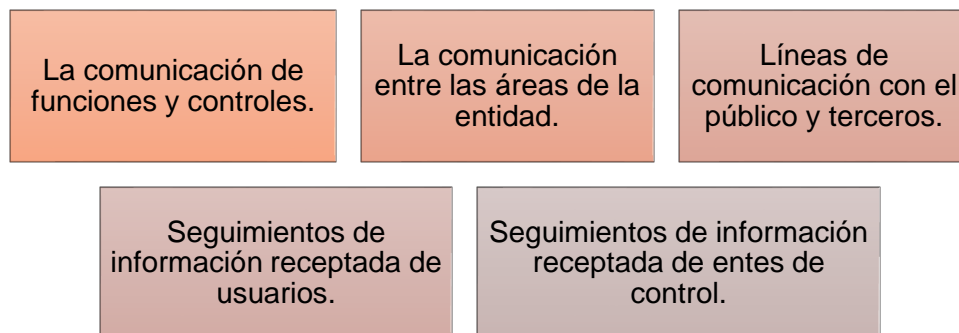 La comunicación de
funciones y controles.
La comunicación
entre las áreas de la
entidad.
Líneas de
comunicación con el
público y terceros.
Seguimientos de
información receptada de
usuarios.
Seguimientos de información
receptada de entes de
control.